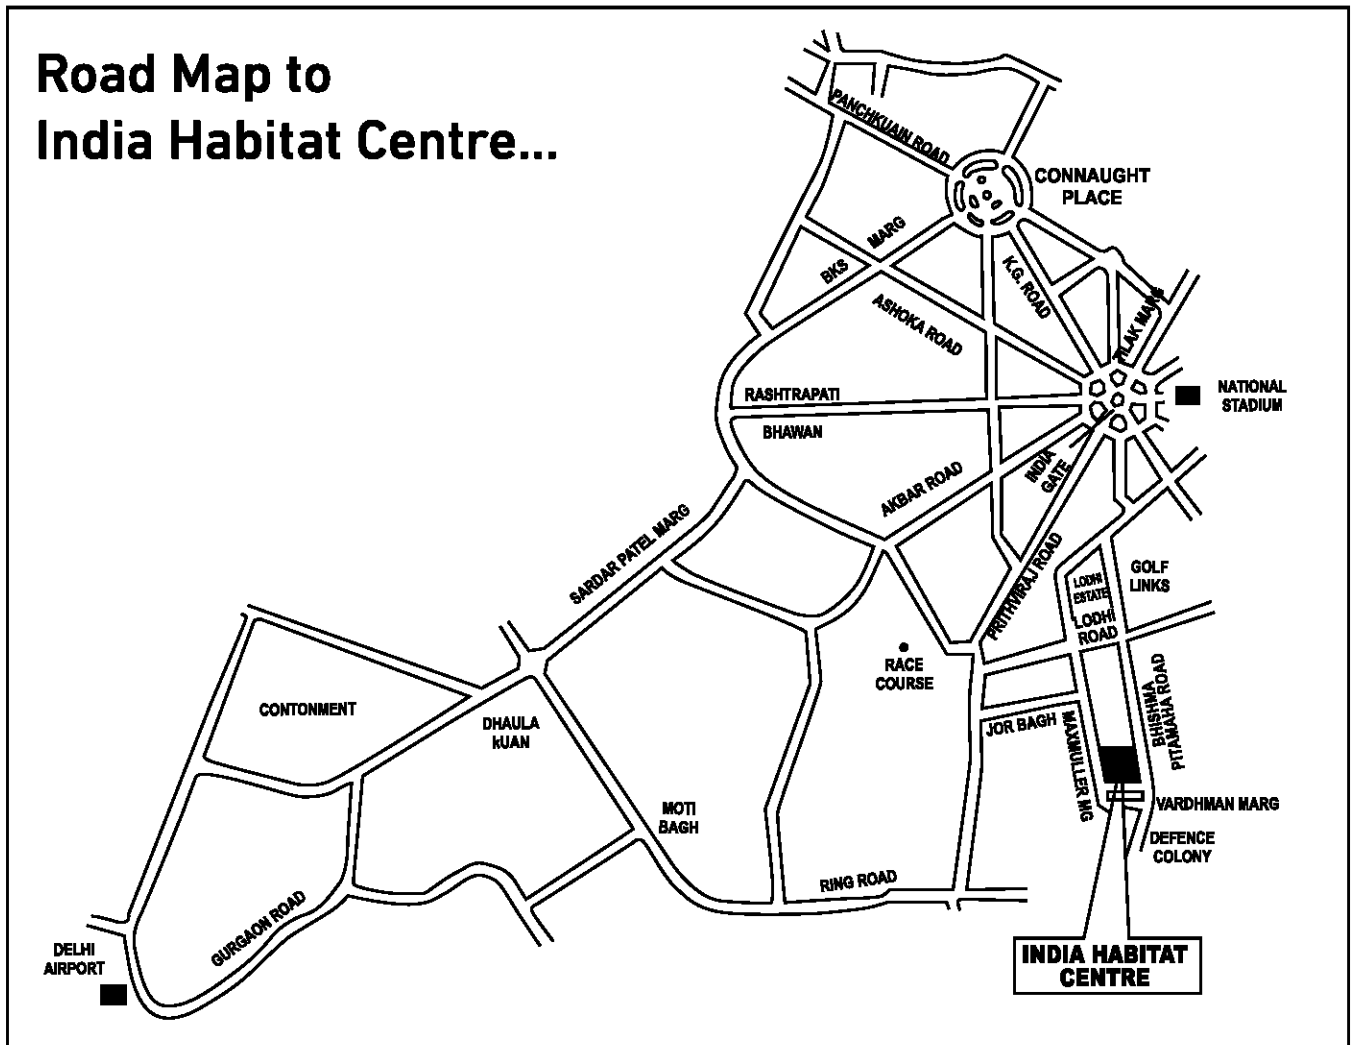 Road Map to
India Habitat Centre...
PANCHKUAIN ROAD
CONNAUGHT
PLACE
BKS MARG
K.G. ROAD
ASHOKA ROAD
TILAK MARG
RASHTRAPATI
BHAWAN
NATIONAL
STADIUM
AKBAR ROAD
INDIA
GATE
SARDAR PATEL MARG
PRITHVIRAJ ROAD
GOLF
LINKS
LODHI
ESTATE
LODHI
ROAD
RACE
COURSE
CONTONMENT
DHAULA
kUAN
JOR BAGH
MAXMULLER MG
BHISHMA
PITAMAHA ROAD
MOTI
BAGH
VARDHMAN MARG
DEFENCE
COLONY
RING ROAD
GURGAON ROAD
DELHI
AIRPORT
INDIA HABITAT
CENTRE